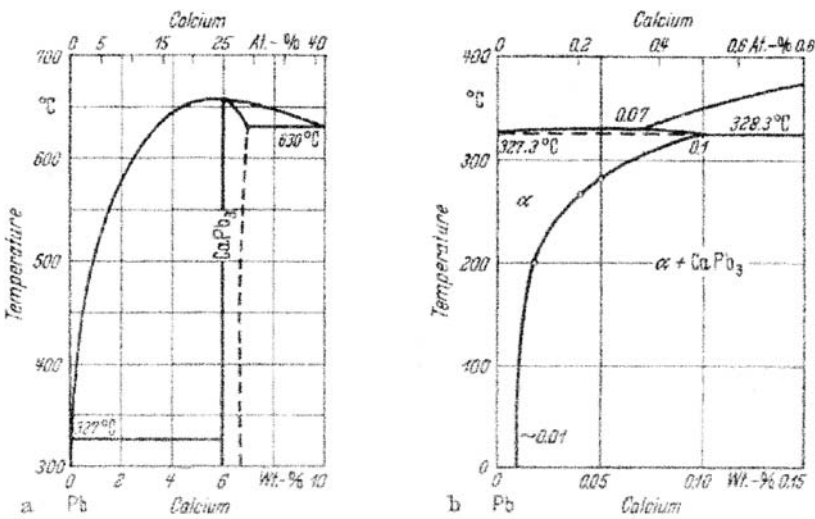 Calcium
0 5 15 25 At.-% 40
700
°C
600
500
400
300
Temperature
630°C
CaPb3
327°C
0 2 4 6 Wt.-% 10
a Pb Calcium
Calcium
0 0.2 0.4 0.6 At.-% 0.8
400
°C
300
200
100
0
Temperature
0.07
327.3°C
328.3°C
0.1
α
α + CaPb3
~0.01
0 0.05 0.10 Wt.-% 0.15
b Pb Calcium